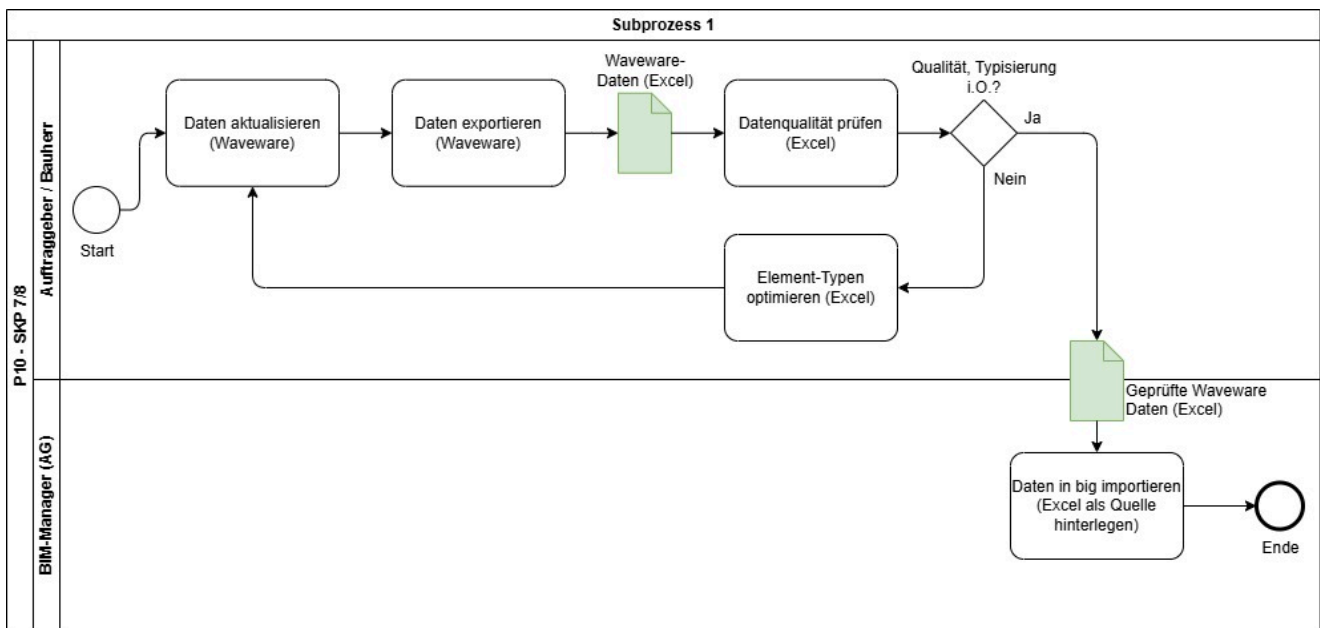 Subprozess 1
P10 - SKP 7/8
Auftraggeber / Bauherr
Start
Daten aktualisieren
(Waveware)
Daten exportieren
(Waveware)
Waveware-
Daten (Excel)
Datenqualität prüfen
(Excel)
Qualität, Typisierung
i.O.?
Ja
Nein
Element-Typen
optimieren (Excel)
Geprüfte Waveware
Daten (Excel)
BIM-Manager (AG)
Daten in big importieren
(Excel als Quelle
hinterlegen)
Ende